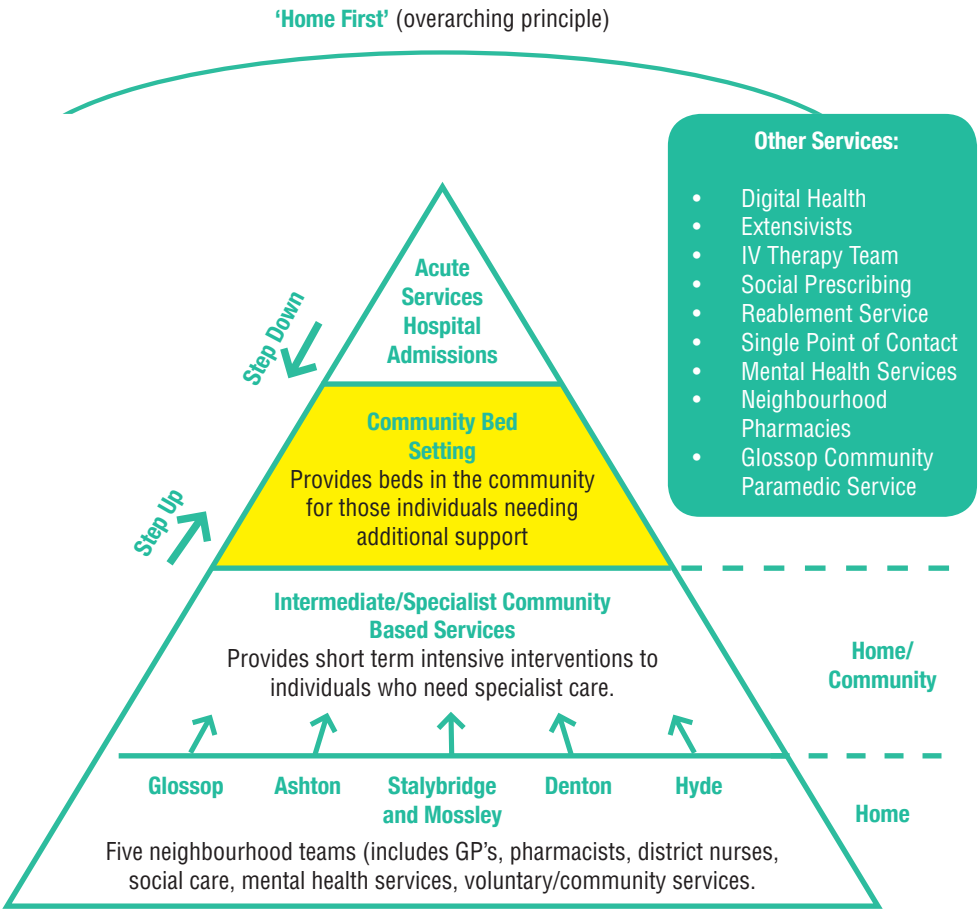 ‘Home First’ (overarching principle)
Other Services:
• Digital Health
• Extensivists
• IV Therapy Team
• Social Prescribing
• Reablement Service
• Single Point of Contact
• Mental Health Services
• Neighbourhood
Pharmacies
• Glossop Community
Paramedic Service
Acute
Services
Hospital
Admissions
Step Down
Community Bed
Setting
Provides beds in the community
for those individuals needing
additional support
Step Up
Intermediate/Specialist Community
Based Services
Provides short term intensive interventions to
individuals who need specialist care.
Home/
Community
Glossop
Ashton
Stalybridge
and Mossley
Denton
Hyde
Home
Five neighbourhood teams (includes GP’s, pharmacists, district nurses,
social care, mental health services, voluntary/community services.